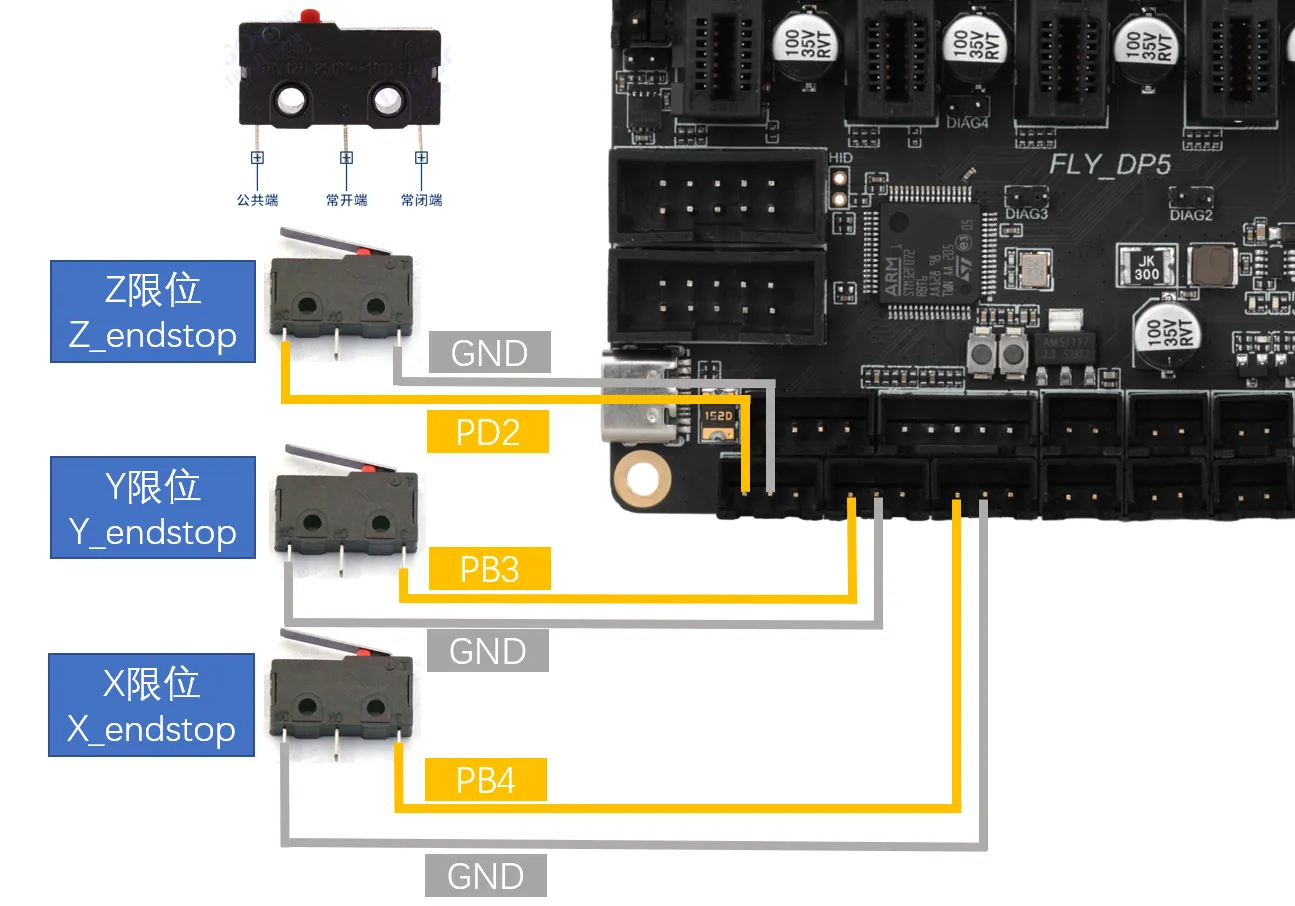 公共端
常开端
常闭端
Z限位
Z_endstop
GND
PD2
Y限位
Y_endstop
PB3
GND
X限位
X_endstop
PB4
GND
100
35V
RVT
100
35V
RVT
100
35V
RVT
DIAG4
HID
FLY_DP5
DIAG3
DIAG2
ARM
STM32F072
JK
300
100
35V
RVT
AMS1117
152D